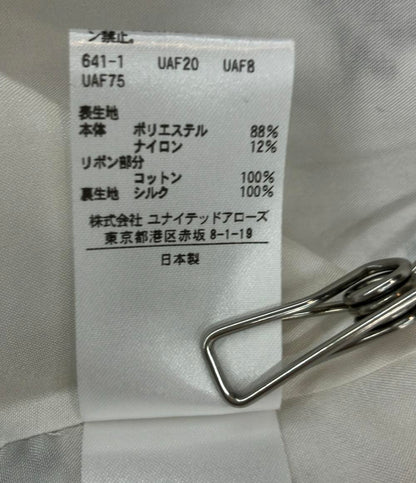 ン禁止。
641-1 UAF20 UAF8
UAF75
表生地
本体 ポリエステル 88%
ナイロン 12%
リボン部分
コットン 100%
裏生地 シルク 100%
株式会社 ユナイテッドアローズ
東京都港区赤坂 8-1-19
日本製